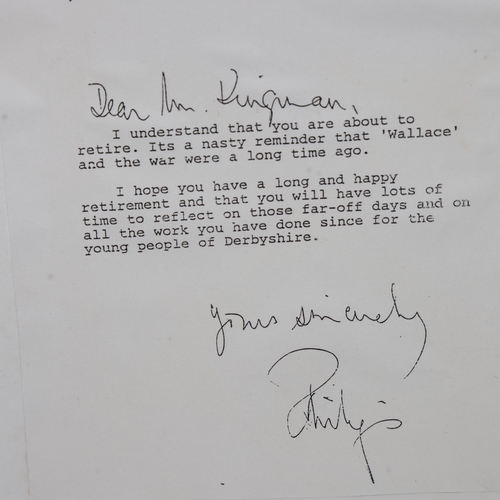 Dear Mr. Kingman,
I understand that you are about to
retire. Its a nasty reminder that 'Wallace'
and the war were a long time ago.
I hope you have a long and happy
retirement and that you will have lots of
time to reflect on those far-off days and on
all the work you have done since for the
young people of Derbyshire.
Yours sincerely
Philip